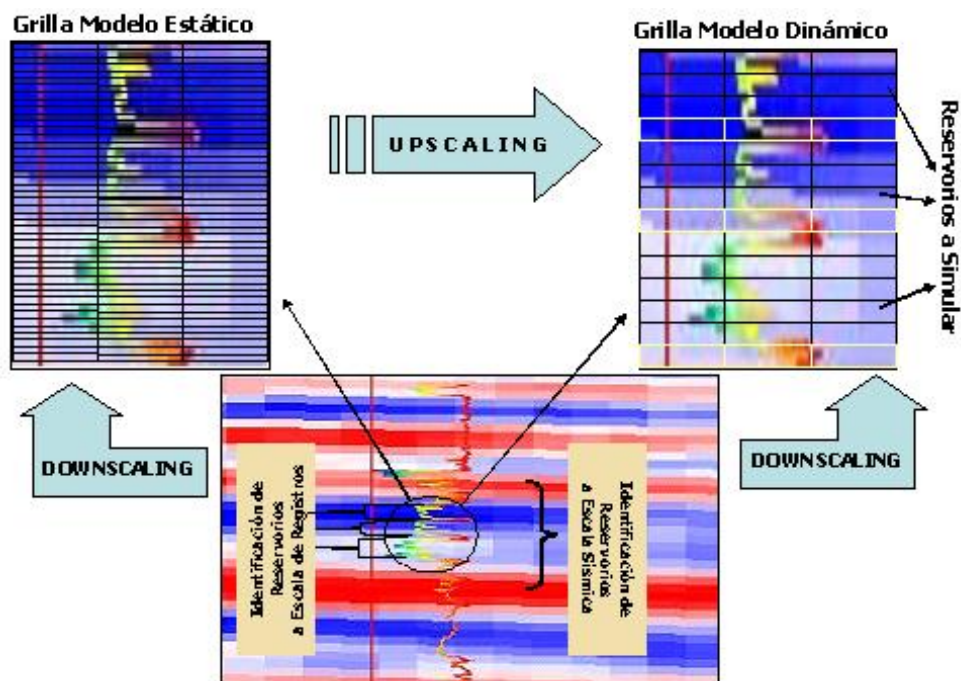 Grilla Modelo Estático
Grilla Modelo Dinámico
UPSCALING
Reservorios a Simular
DOWNSCALING
DOWNSCALING
Identificación de
Reservorios
a Escala de Registros
Identificación de
Reservorios
a Escala Sísmica